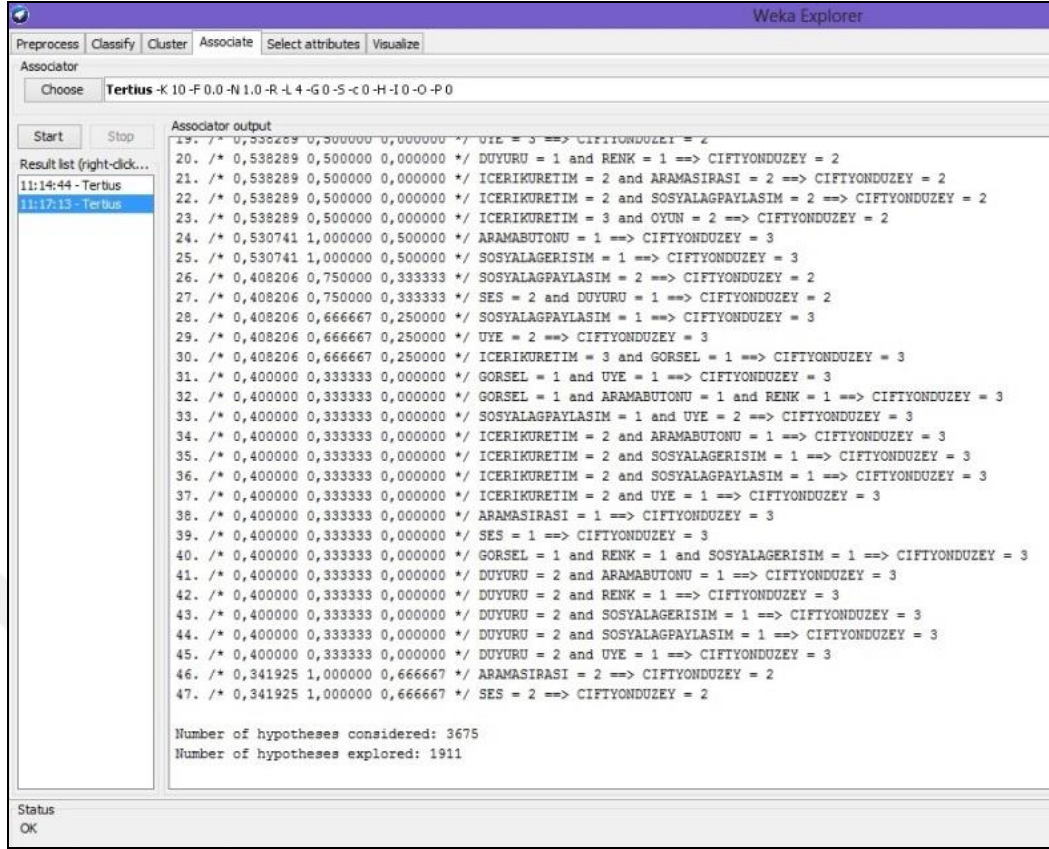 Weka Explorer
Preprocess Classify Cluster Associate Select attributes Visualize
Associator
Choose Tertius -K 10 -F 0.0 -N 1.0 -R -L 4 -G 0 -S -c 0 -H -I 0 -O -P 0
Start Stop
Result list (right-click...
11:14:44 - Tertius
11:17:13 - Tertius
Associator output
19. /* 0,538289 0,500000 0,000000 */ UYE = 3 ==> CIFTYONDUZEY = 2
20. /* 0,538289 0,500000 0,000000 */ DUYURU = 1 and RENK = 1 ==> CIFTYONDUZEY = 2
21. /* 0,538289 0,500000 0,000000 */ ICERIKURETIM = 2 and ARAMASIRASI = 2 ==> CIFTYONDUZEY = 2
22. /* 0,538289 0,500000 0,000000 */ ICERIKURETIM = 2 and SOSYALAGPAYLASIM = 2 ==> CIFTYONDUZEY = 2
23. /* 0,538289 0,500000 0,000000 */ ICERIKURETIM = 3 and OYUN = 2 ==> CIFTYONDUZEY = 2
24. /* 0,530741 1,000000 0,500000 */ ARAMABUTONU = 1 ==> CIFTYONDUZEY = 3
25. /* 0,530741 1,000000 0,500000 */ SOSYALAGERISIM = 1 ==> CIFTYONDUZEY = 3
26. /* 0,408206 0,750000 0,333333 */ SOSYALAGPAYLASIM = 2 ==> CIFTYONDUZEY = 2
27. /* 0,408206 0,750000 0,333333 */ SES = 2 and DUYURU = 1 ==> CIFTYONDUZEY = 2
28. /* 0,408206 0,666667 0,250000 */ SOSYALAGPAYLASIM = 1 ==> CIFTYONDUZEY = 3
29. /* 0,408206 0,666667 0,250000 */ UYE = 2 ==> CIFTYONDUZEY = 3
30. /* 0,408206 0,666667 0,250000 */ ICERIKURETIM = 3 and GORSEL = 1 ==> CIFTYONDUZEY = 3
31. /* 0,400000 0,333333 0,000000 */ GORSEL = 1 and UYE = 1 ==> CIFTYONDUZEY = 3
32. /* 0,400000 0,333333 0,000000 */ GORSEL = 1 and ARAMABUTONU = 1 and RENK = 1 ==> CIFTYONDUZEY = 3
33. /* 0,400000 0,333333 0,000000 */ SOSYALAGPAYLASIM = 1 and UYE = 2 ==> CIFTYONDUZEY = 3
34. /* 0,400000 0,333333 0,000000 */ ICERIKURETIM = 2 and ARAMABUTONU = 1 ==> CIFTYONDUZEY = 3
35. /* 0,400000 0,333333 0,000000 */ ICERIKURETIM = 2 and SOSYALAGERISIM = 1 ==> CIFTYONDUZEY = 3
36. /* 0,400000 0,333333 0,000000 */ ICERIKURETIM = 2 and SOSYALAGPAYLASIM = 1 ==> CIFTYONDUZEY = 3
37. /* 0,400000 0,333333 0,000000 */ ICERIKURETIM = 2 and UYE = 1 ==> CIFTYONDUZEY = 3
38. /* 0,400000 0,333333 0,000000 */ ARAMASIRASI = 1 ==> CIFTYONDUZEY = 3
39. /* 0,400000 0,333333 0,000000 */ SES = 1 ==> CIFTYONDUZEY = 3
40. /* 0,400000 0,333333 0,000000 */ GORSEL = 1 and RENK = 1 and SOSYALAGERISIM = 1 ==> CIFTYONDUZEY = 3
41. /* 0,400000 0,333333 0,000000 */ DUYURU = 2 and ARAMABUTONU = 1 ==> CIFTYONDUZEY = 3
42. /* 0,400000 0,333333 0,000000 */ DUYURU = 2 and RENK = 1 ==> CIFTYONDUZEY = 3
43. /* 0,400000 0,333333 0,000000 */ DUYURU = 2 and SOSYALAGERISIM = 1 ==> CIFTYONDUZEY = 3
44. /* 0,400000 0,333333 0,000000 */ DUYURU = 2 and SOSYALAGPAYLASIM = 1 ==> CIFTYONDUZEY = 3
45. /* 0,400000 0,333333 0,000000 */ DUYURU = 2 and UYE = 1 ==> CIFTYONDUZEY = 3
46. /* 0,341925 1,000000 0,666667 */ ARAMASIRASI = 2 ==> CIFTYONDUZEY = 2
47. /* 0,341925 1,000000 0,666667 */ SES = 2 ==> CIFTYONDUZEY = 2
Number of hypotheses considered: 3675
Number of hypotheses explored: 1911
Status
OK